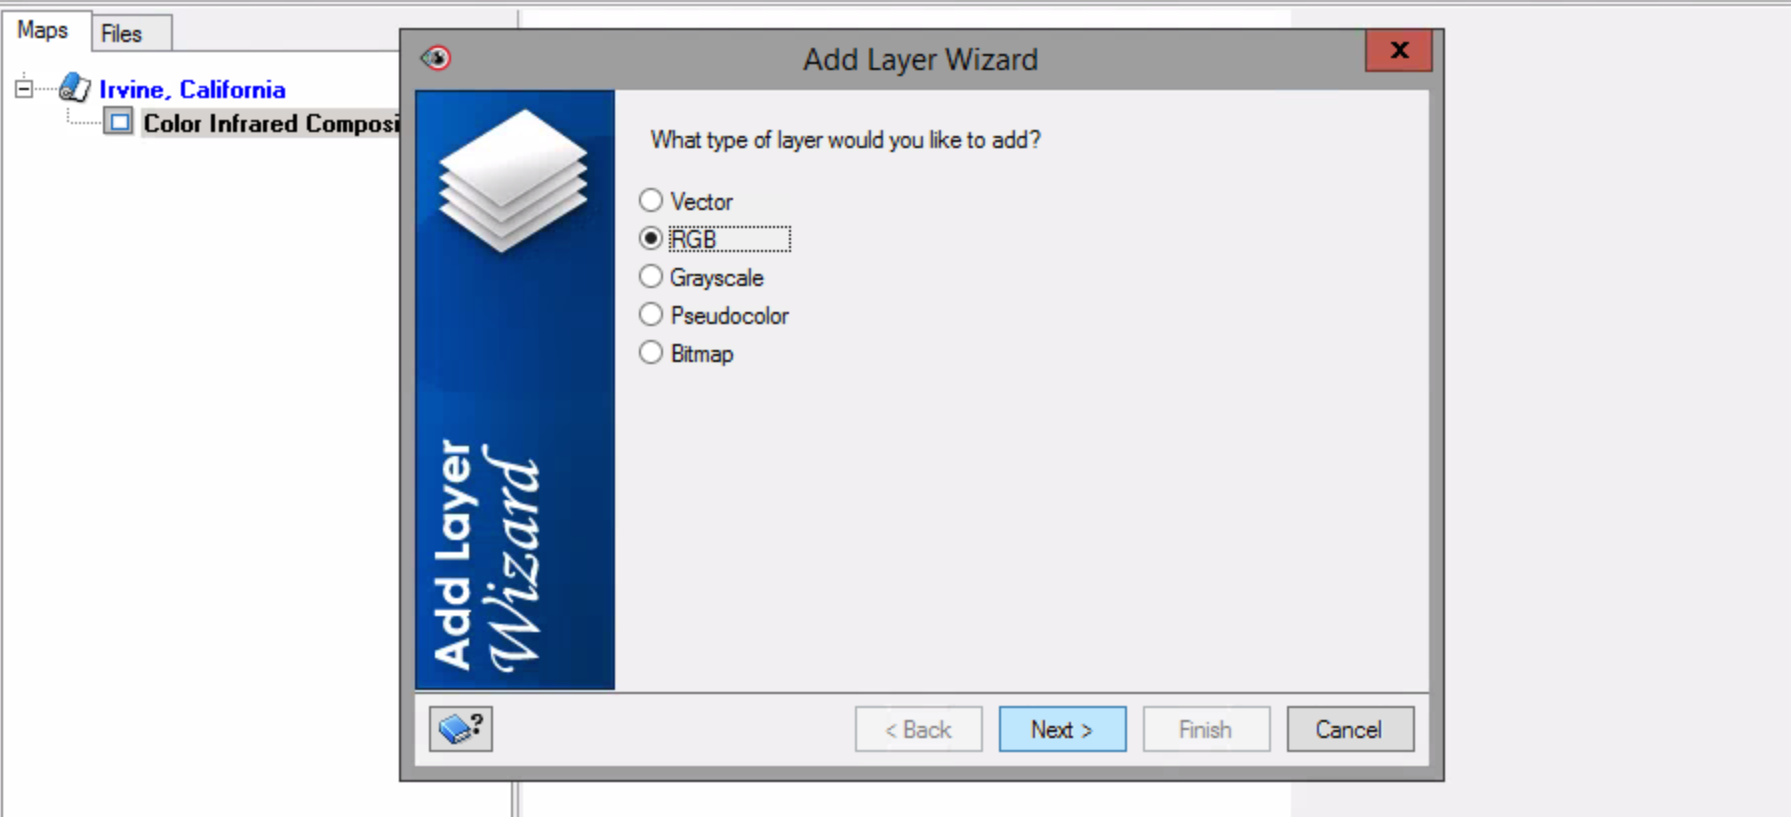 Maps
Files
Irvine, California
Color Infrared Composi
Add Layer Wizard
X
What type of layer would you like to add?
Vector
RGB
Grayscale
Pseudocolor
Bitmap
Add Layer
Wizard
?
< Back
Next >
Finish
Cancel